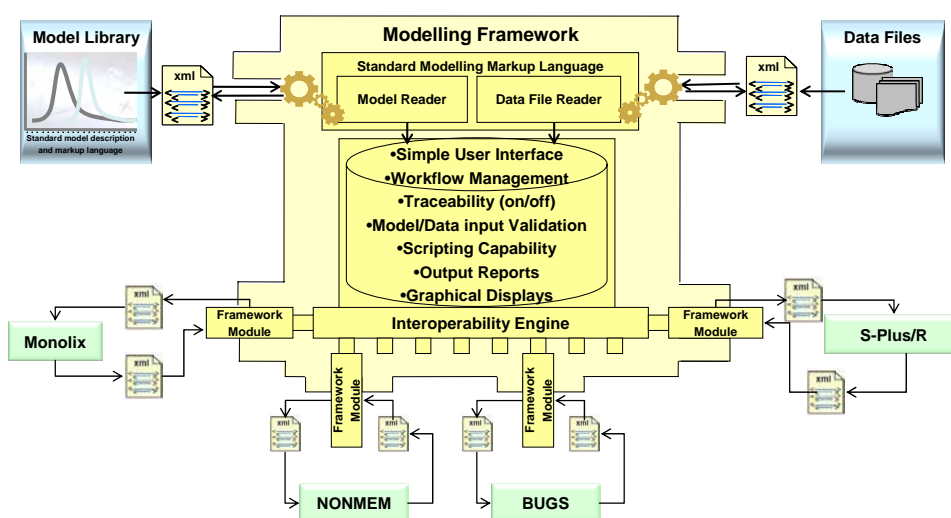 Model Library
Standard model description
and markup language
xml
Modelling Framework
Standard Modelling Markup Language
Model Reader
Data File Reader
xml
Data Files
•Simple User Interface
•Workflow Management
•Traceability (on/off)
•Model/Data input Validation
•Scripting Capability
•Output Reports
•Graphical Displays
xml
Monolix
xml
Framework
Module
Interoperability Engine
Framework
Module
xml
S-Plus/R
xml
xml
Framework
Module
xml
NONMEM
xml
Framework
Module
xml
BUGS